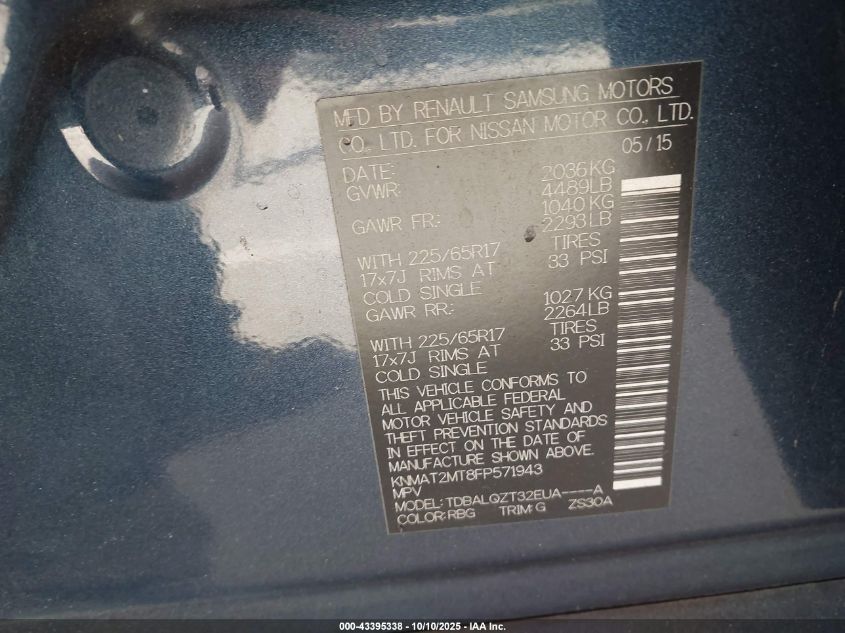 MFD BY RENAULT SAMSUNG MOTORS
CO., LTD. FOR NISSAN MOTOR CO., LTD.
DATE: 05/15
GVWR: 2036KG
4489LB
GAWR FR.: 1040KG
2293LB
WITH 225/65R17 TIRES
17x7J RIMS AT 33 PSI
COLD SINGLE
GAWR RR.: 1027KG
2264LB
WITH 225/65R17 TIRES
17x7J RIMS AT 33 PSI
COLD SINGLE
THIS VEHICLE CONFORMS TO
ALL APPLICABLE FEDERAL
MOTOR VEHICLE SAFETY AND
THEFT PREVENTION STANDARDS
IN EFFECT ON THE DATE OF
MANUFACTURE SHOWN ABOVE.
KNMAT2MT8FP571943
MPV
MODEL: TDBALQZT32EUA----A
COLOR:RBG TRIM:G ZS30A
000-43395338 - 10/10/2025 - IAA Inc.